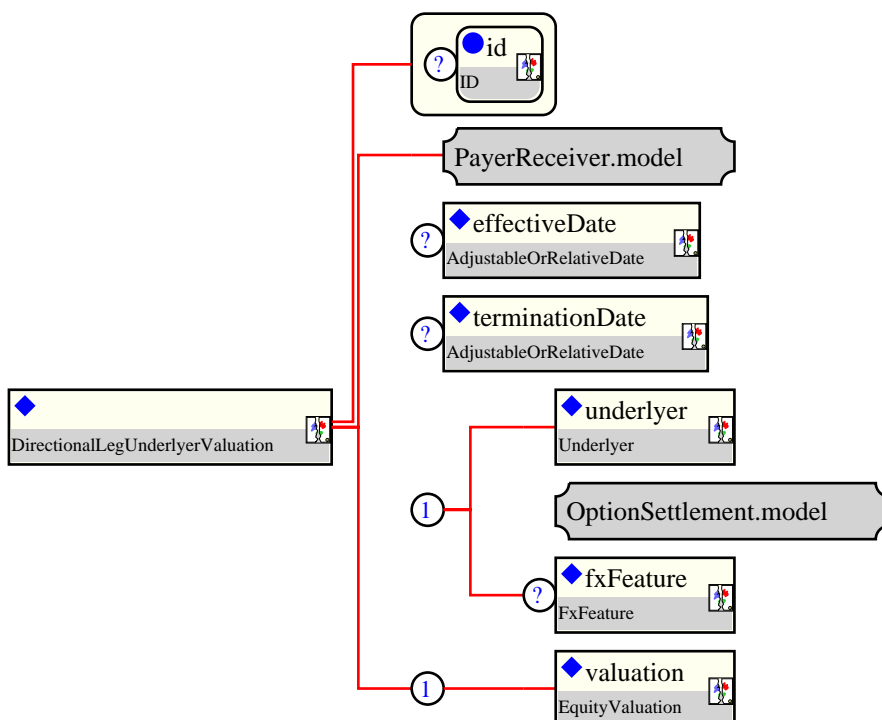 id
?
ID
PayerReceiver.model
effectiveDate
?
AdjustableOrRelativeDate
terminationDate
?
AdjustableOrRelativeDate
DirectionalLegUnderlyerValuation
underlyer
Underlyer
1
OptionSettlement.model
fxFeature
?
FxFeature
valuation
1
EquityValuation